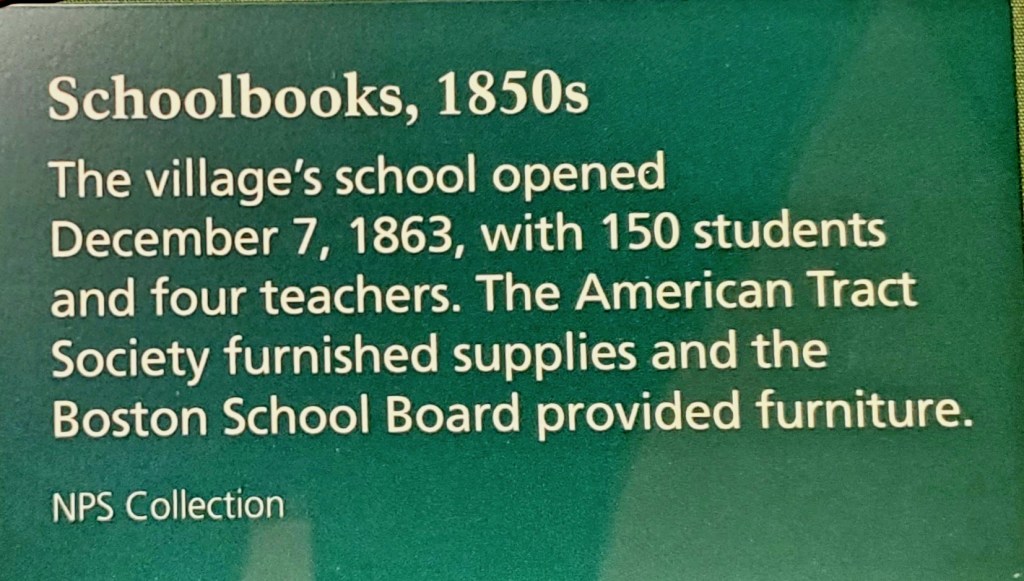 Schoolbooks, 1850s
The village's school opened
December 7, 1863, with 150 students
and four teachers. The American Tract
Society furnished supplies and the
Boston School Board provided furniture.
NPS Collection